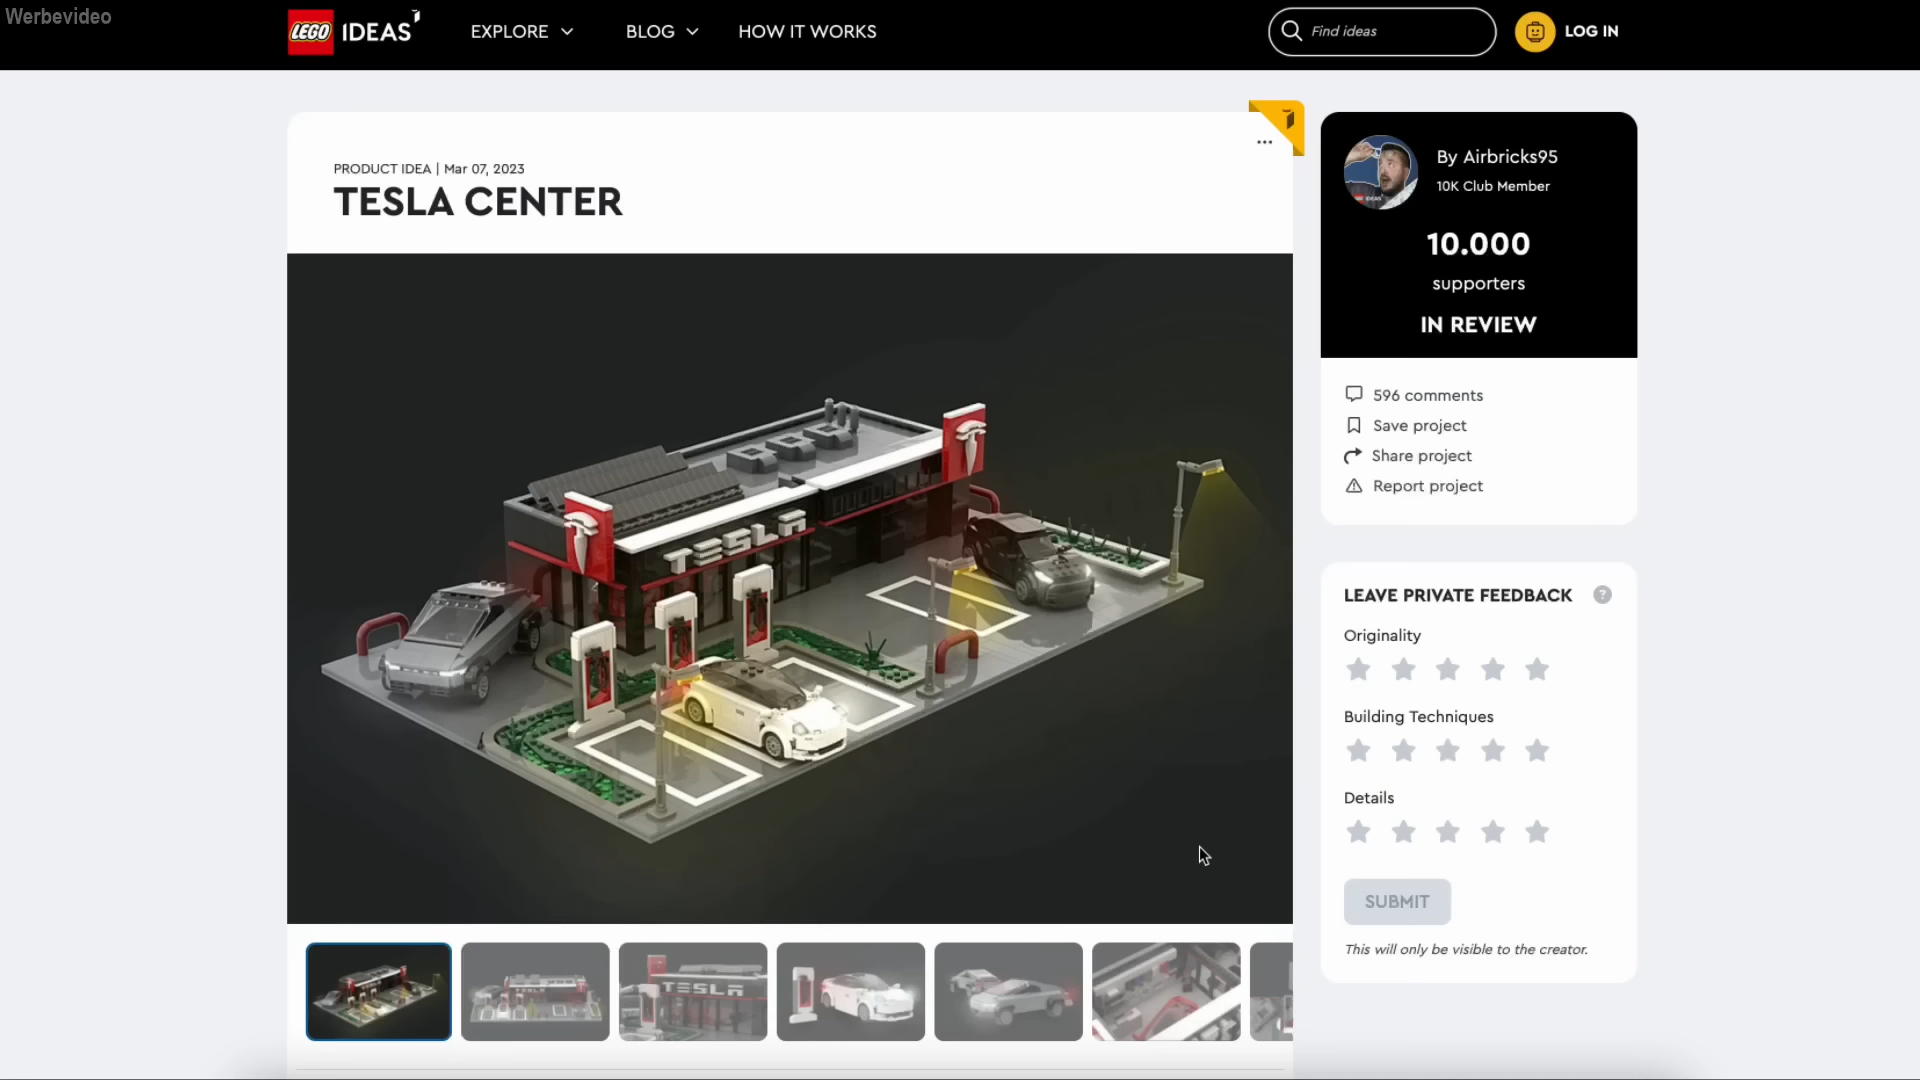 Werbevideo
LEGO IDEAS
EXPLORE
BLOG
HOW IT WORKS
Find ideas
LOG IN
PRODUCT IDEA | Mar 07, 2023
TESLA CENTER
By Airbricks95
10K Club Member
10.000
supporters
IN REVIEW
596 comments
Save project
Share project
Report project
TESLA
LEAVE PRIVATE FEEDBACK ?
Originality
Building Techniques
Details
SUBMIT
This will only be visible to the creator.
TESLA
TESLA